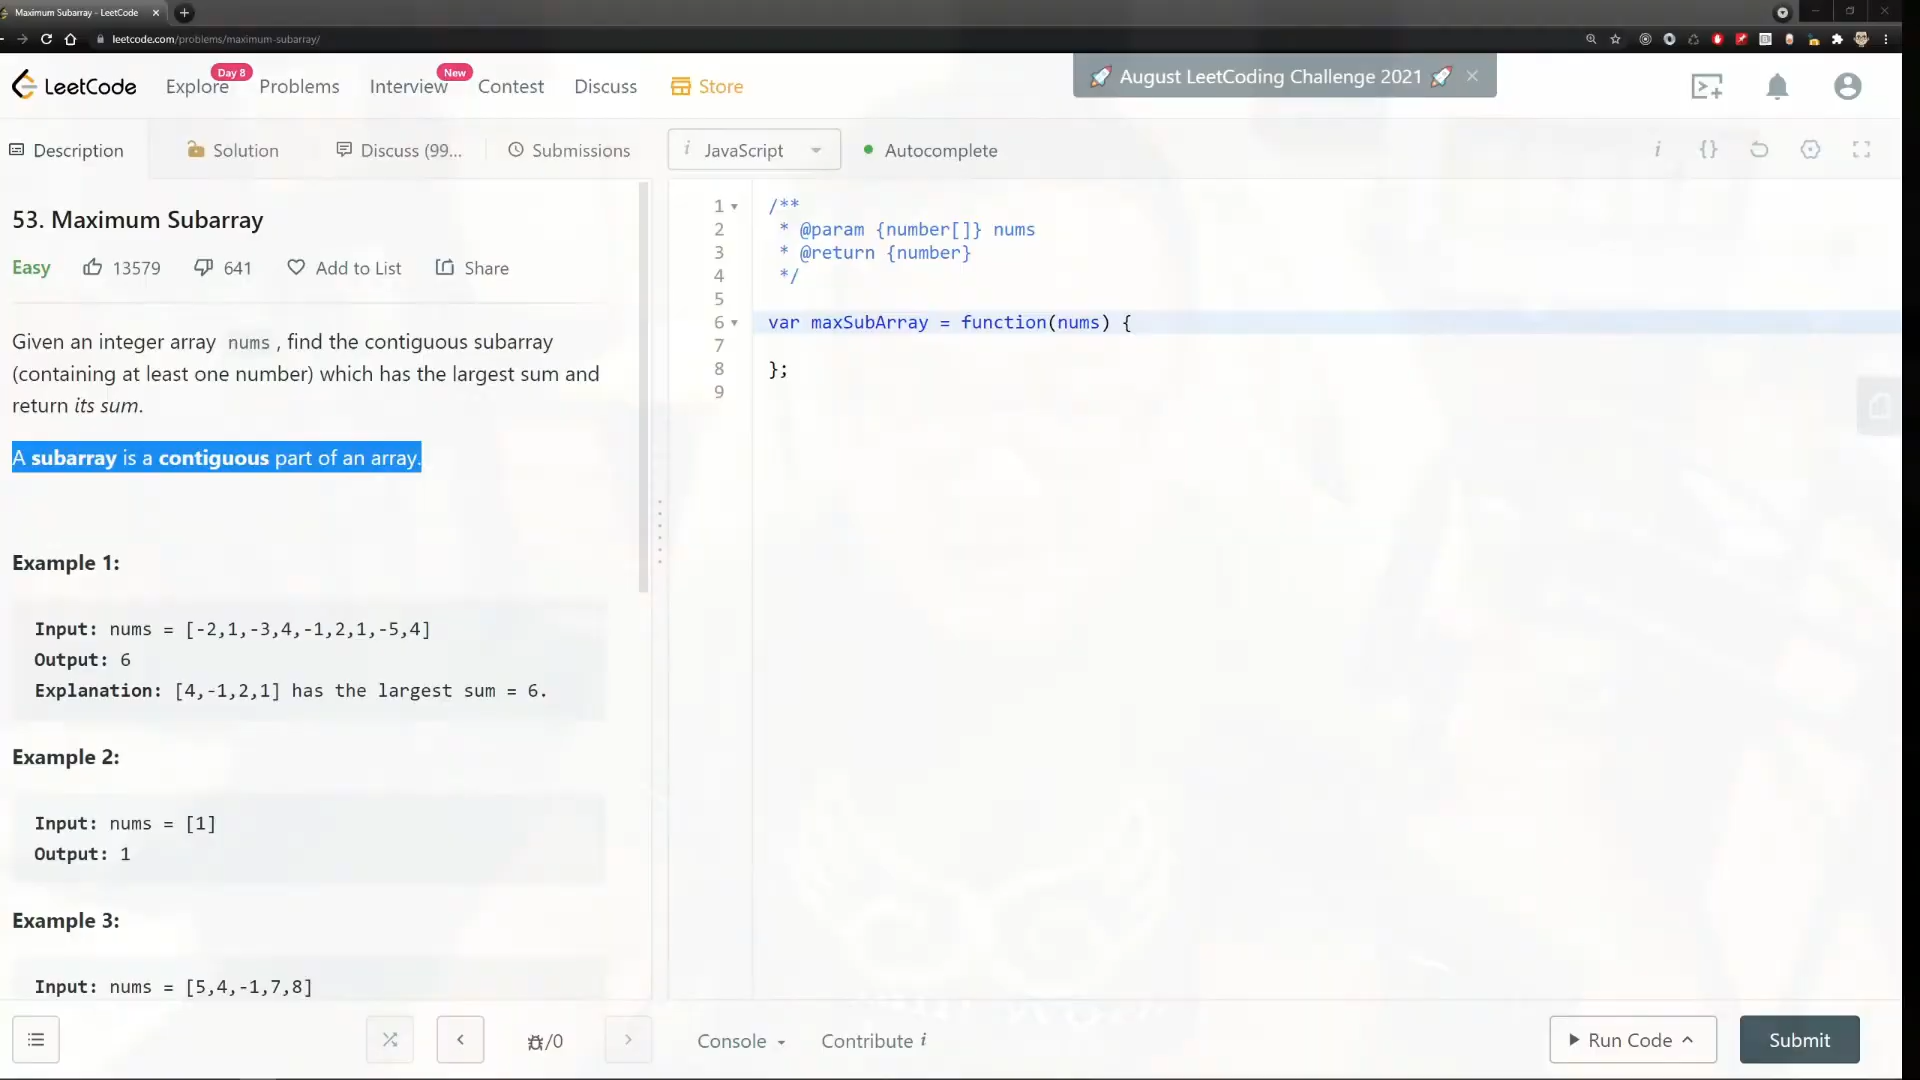 Maximum Subarray - LeetCode
leetcode.com/problems/maximum-subarray/
LeetCode
Explore
Day 8
Problems
Interview
New
Contest
Discuss
Store
🚀 August LeetCoding Challenge 2021 🚀
Description
Solution
Discuss (99...
Submissions
i JavaScript
Autocomplete
i {}
53. Maximum Subarray
Easy 13579 641 Add to List Share
Given an integer array nums, find the contiguous subarray
(containing at least one number) which has the largest sum and
return its sum.
A subarray is a contiguous part of an array.
Example 1:
Input: nums = [-2,1,-3,4,-1,2,1,-5,4]
Output: 6
Explanation: [4,-1,2,1] has the largest sum = 6.
Example 2:
Input: nums = [1]
Output: 1
Example 3:
Input: nums = [5,4,-1,7,8]
1 /**
2  * @param {number[]} nums
3  * @return {number}
4  */
5
6 var maxSubArray = function(nums) {
7
8 };
9
/0
Console
Contribute i
Run Code
Submit